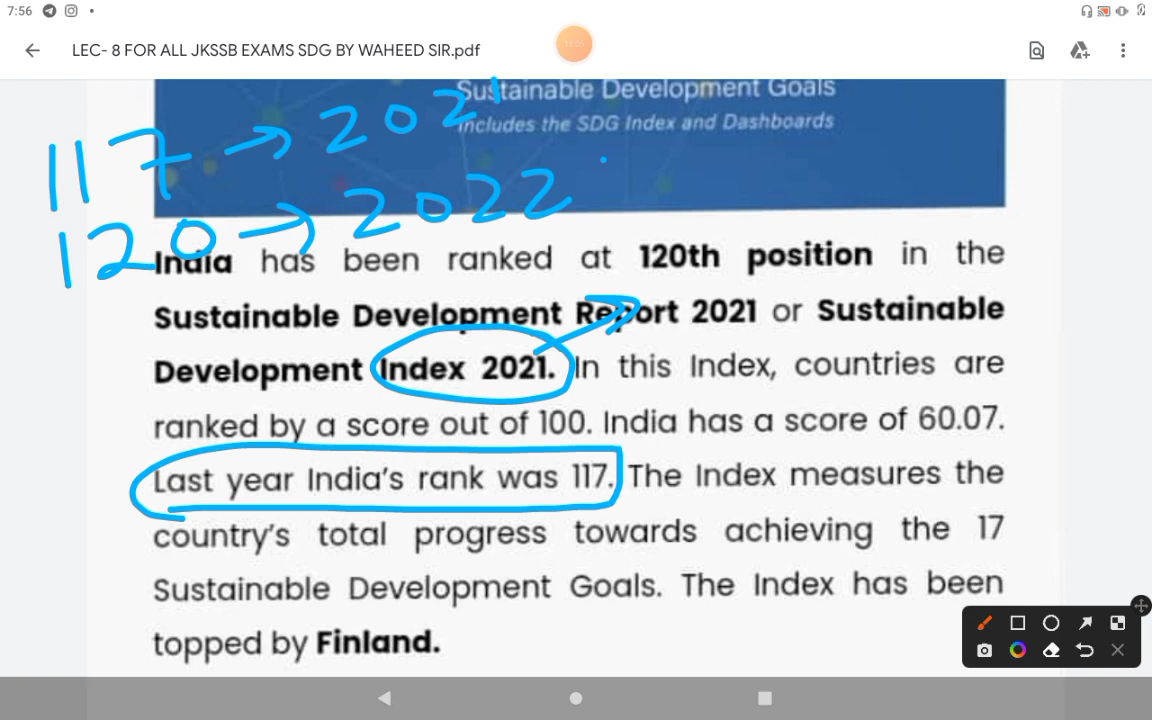 7:56
LEC- 8 FOR ALL JKSSB EXAMS SDG BY WAHEED SIR.pdf
Sustainable Development Goals
Includes the SDG Index and Dashboards
117 → 2021
120 → 2022
India has been ranked at 120th position in the
Sustainable Development Report 2021 or Sustainable
Development Index 2021. In this Index, countries are
ranked by a score out of 100. India has a score of 60.07.
Last year India's rank was 117. The Index measures the
country's total progress towards achieving the 17
Sustainable Development Goals. The Index has been
topped by Finland.